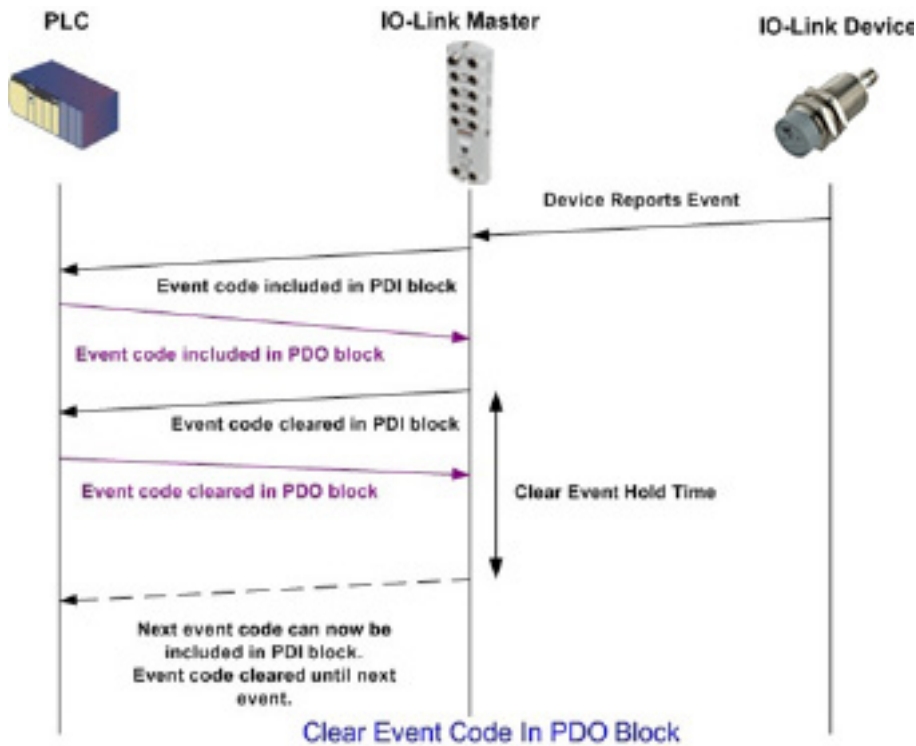 PLC
IO-Link Master
IO-Link Device
Device Reports Event
Event code included in PDI block
Event code included in PDO block
Event code cleared in PDI block
Event code cleared in PDO block
Clear Event Hold Time
Next event code can now be
included in PDI block.
Event code cleared until next
event.
Clear Event Code In PDO Block